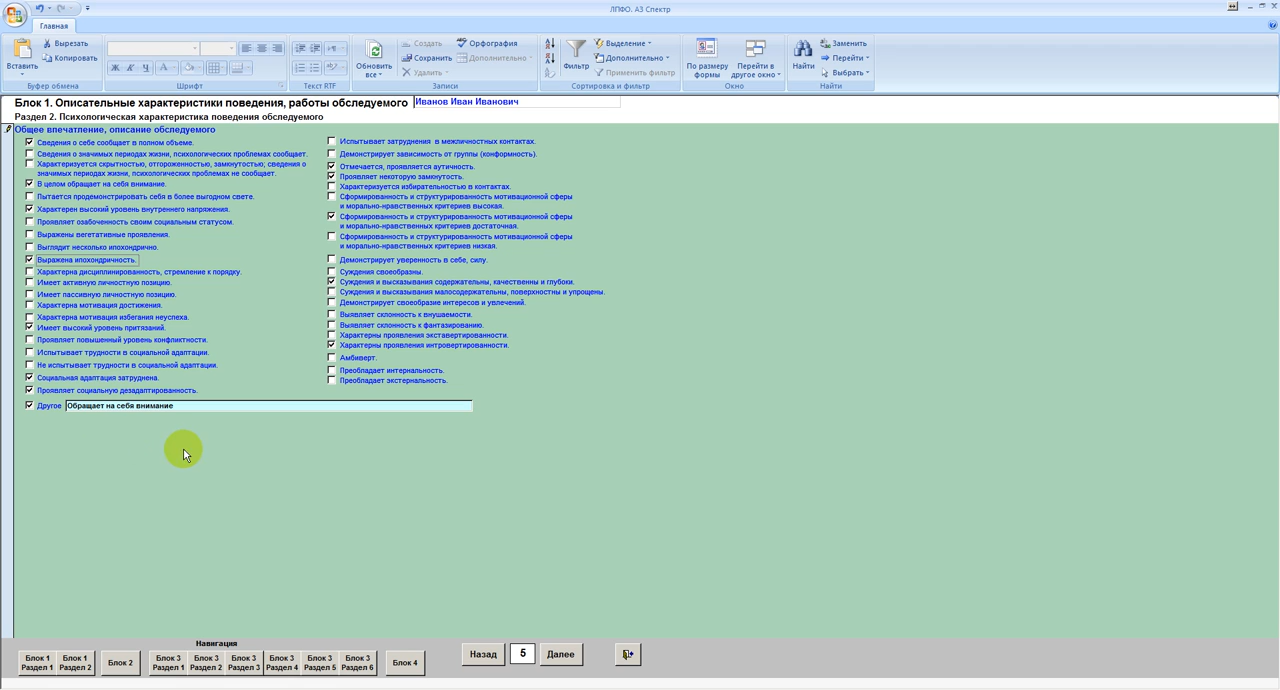 ЛПФО. АЗ Спектр
Главная
Вставить
Вырезать
Копировать
Буфер обмена
Ж К Ч А
Шрифт
Текст RTF
Обновить все
Создать
Сохранить
Удалить
Орфография
Дополнительно
Записи
Фильтр
Выделение
Дополнительно
Применить фильтр
Сортировка и фильтр
По размеру формы
Перейти в другое окно
Окно
Найти
Заменить
Перейти
Выбрать
Найти
Блок 1. Описательные характеристики поведения, работы обследуемого Иванов Иван Иванович
Раздел 2. Психологическая характеристика поведения обследуемого
Общее впечатление, описание обследуемого
Сведения о себе сообщает в полном объеме.
Сведения о значимых периодах жизни, психологических проблемах сообщает.
Характеризуется скрытностью, отгороженностью, замкнутостью; сведения о
значимых периодах жизни, психологических проблемах не сообщает.
В целом обращает на себя внимание.
Пытается продемонстрировать себя в более выгодном свете.
Характерен высокий уровень внутреннего напряжения.
Проявляет озабоченность своим социальным статусом.
Выражены вегетативные проявления.
Выглядит несколько ипохондрично.
Выражена ипохондричность.
Характерна дисциплинированность, стремление к порядку.
Имеет активную личностную позицию.
Имеет пассивную личностную позицию.
Характерна мотивация достижения.
Характерна мотивация избегания неуспеха.
Имеет высокий уровень притязаний.
Проявляет повышенный уровень конфликтности.
Испытывает трудности в социальной адаптации.
Не испытывает трудности в социальной адаптации.
Социальная адаптация затруднена.
Проявляет социальную дезадаптированность.
Другое Обращает на себя внимание
Испытывает затруднения в межличностных контактах.
Демонстрирует зависимость от группы (конформность).
Отмечается, проявляется аутичность.
Проявляет некоторую замкнутость.
Характеризуется избирательностью в контактах.
Сформированность и структурированность мотивационной сферы
и морально-нравственных критериев высокая.
Сформированность и структурированность мотивационной сферы
и морально-нравственных критериев достаточная.
Сформированность и структурированность мотивационной сферы
и морально-нравственных критериев низкая.
Демонстрирует уверенность в себе, силу.
Суждения своеобразны.
Суждения и высказывания содержательны, качественны и глубоки.
Суждения и высказывания малосодержательны, поверхностны и упрощены.
Демонстрирует своеобразие интересов и увлечений.
Выявляет склонность к внушаемости.
Выявляет склонность к фантазированию.
Характерны проявления экставертированности.
Характерны проявления интровертированности.
Амбиверт.
Преобладает интернальность.
Преобладает экстернальность.
Навигация
Блок 1 Раздел 1
Блок 1 Раздел 2
Блок 2
Блок 3 Раздел 1
Блок 3 Раздел 2
Блок 3 Раздел 3
Блок 3 Раздел 4
Блок 3 Раздел 5
Блок 3 Раздел 6
Блок 4
Назад
5
Далее